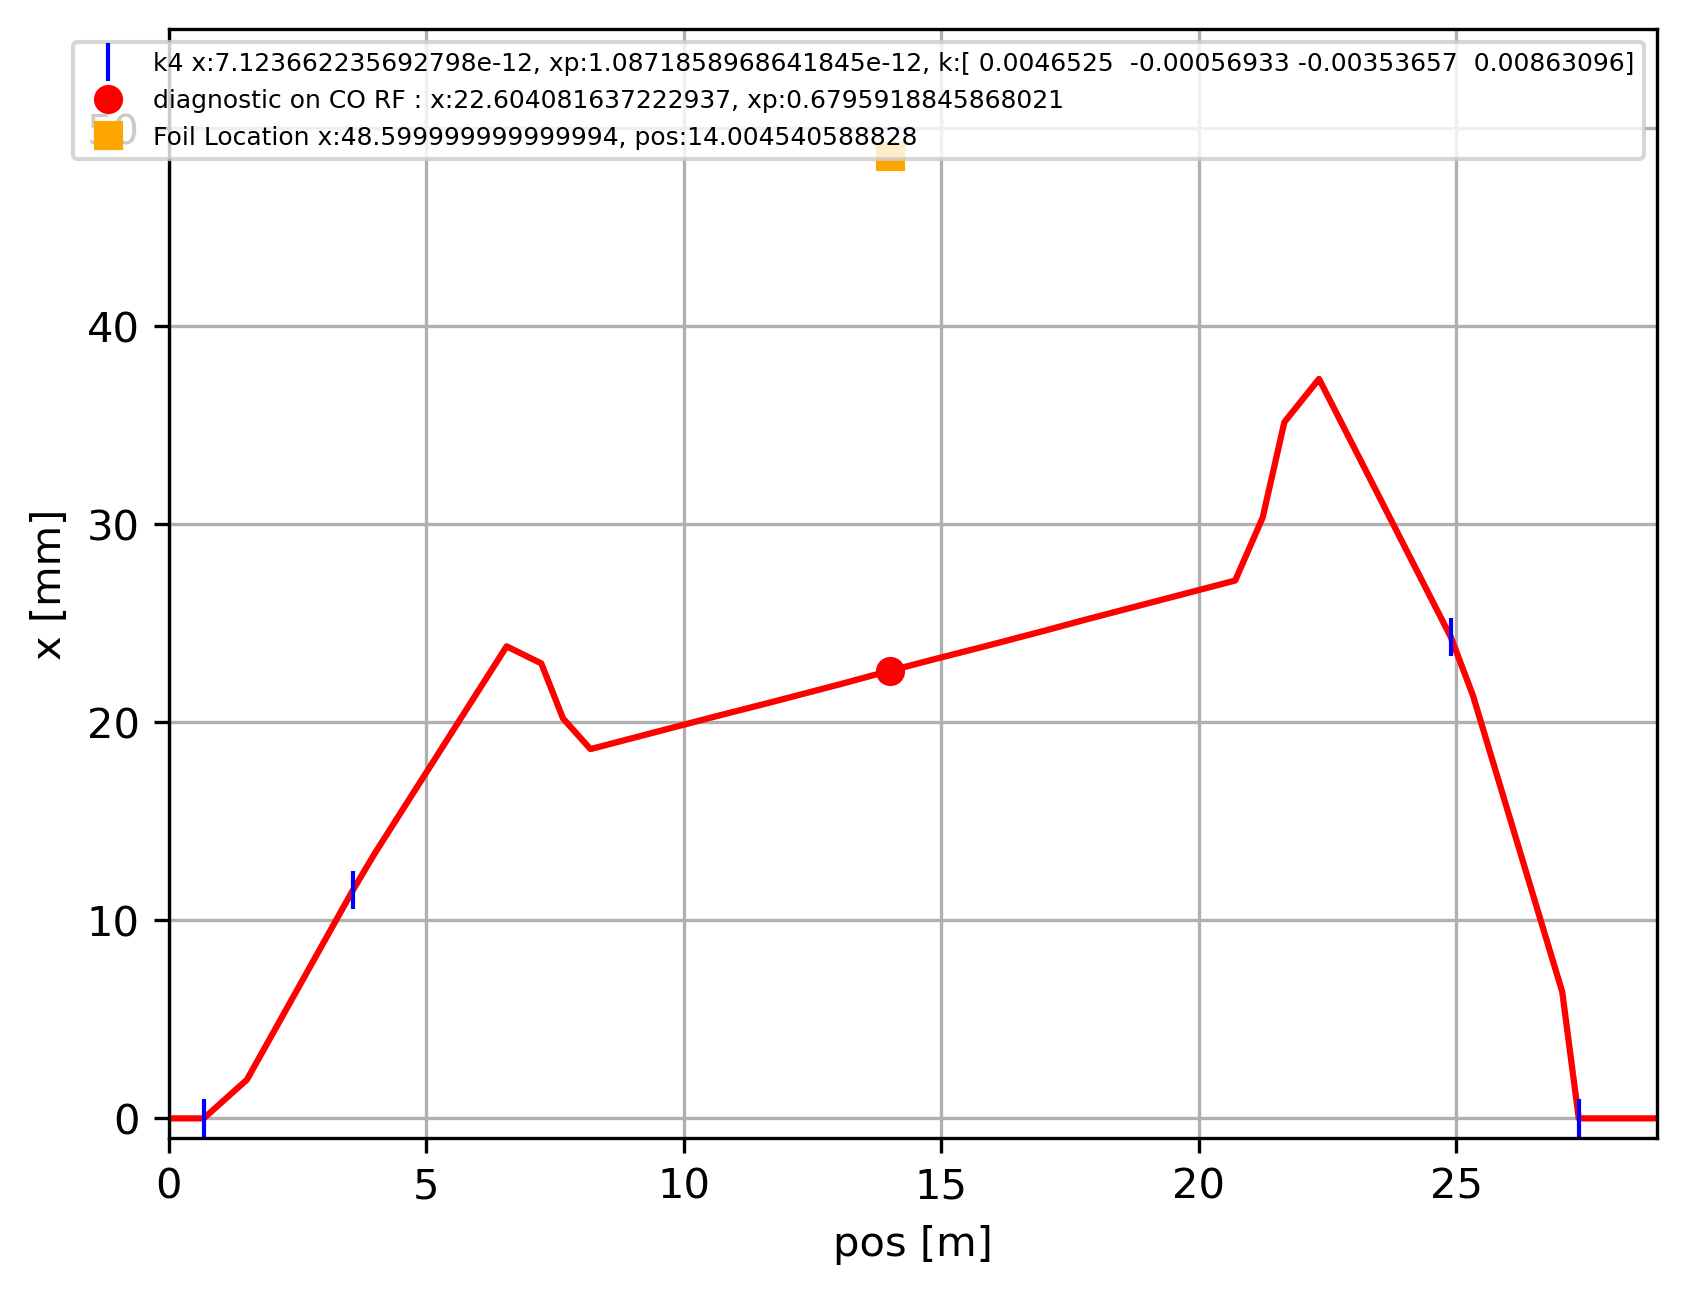 k4 x:7.123662235692798e-12, xp:1.0871858968641845e-12, k:[ 0.0046525  -0.00056933 -0.00353657  0.00863096]
diagnostic on CO RF : x:22.604081637222937, xp:0.6795918845868021
Foil Location x:48.599999999999994, pos:14.004540588828
50
40
30
20
10
0
x [mm]
0 5 10 15 20 25
pos [m]